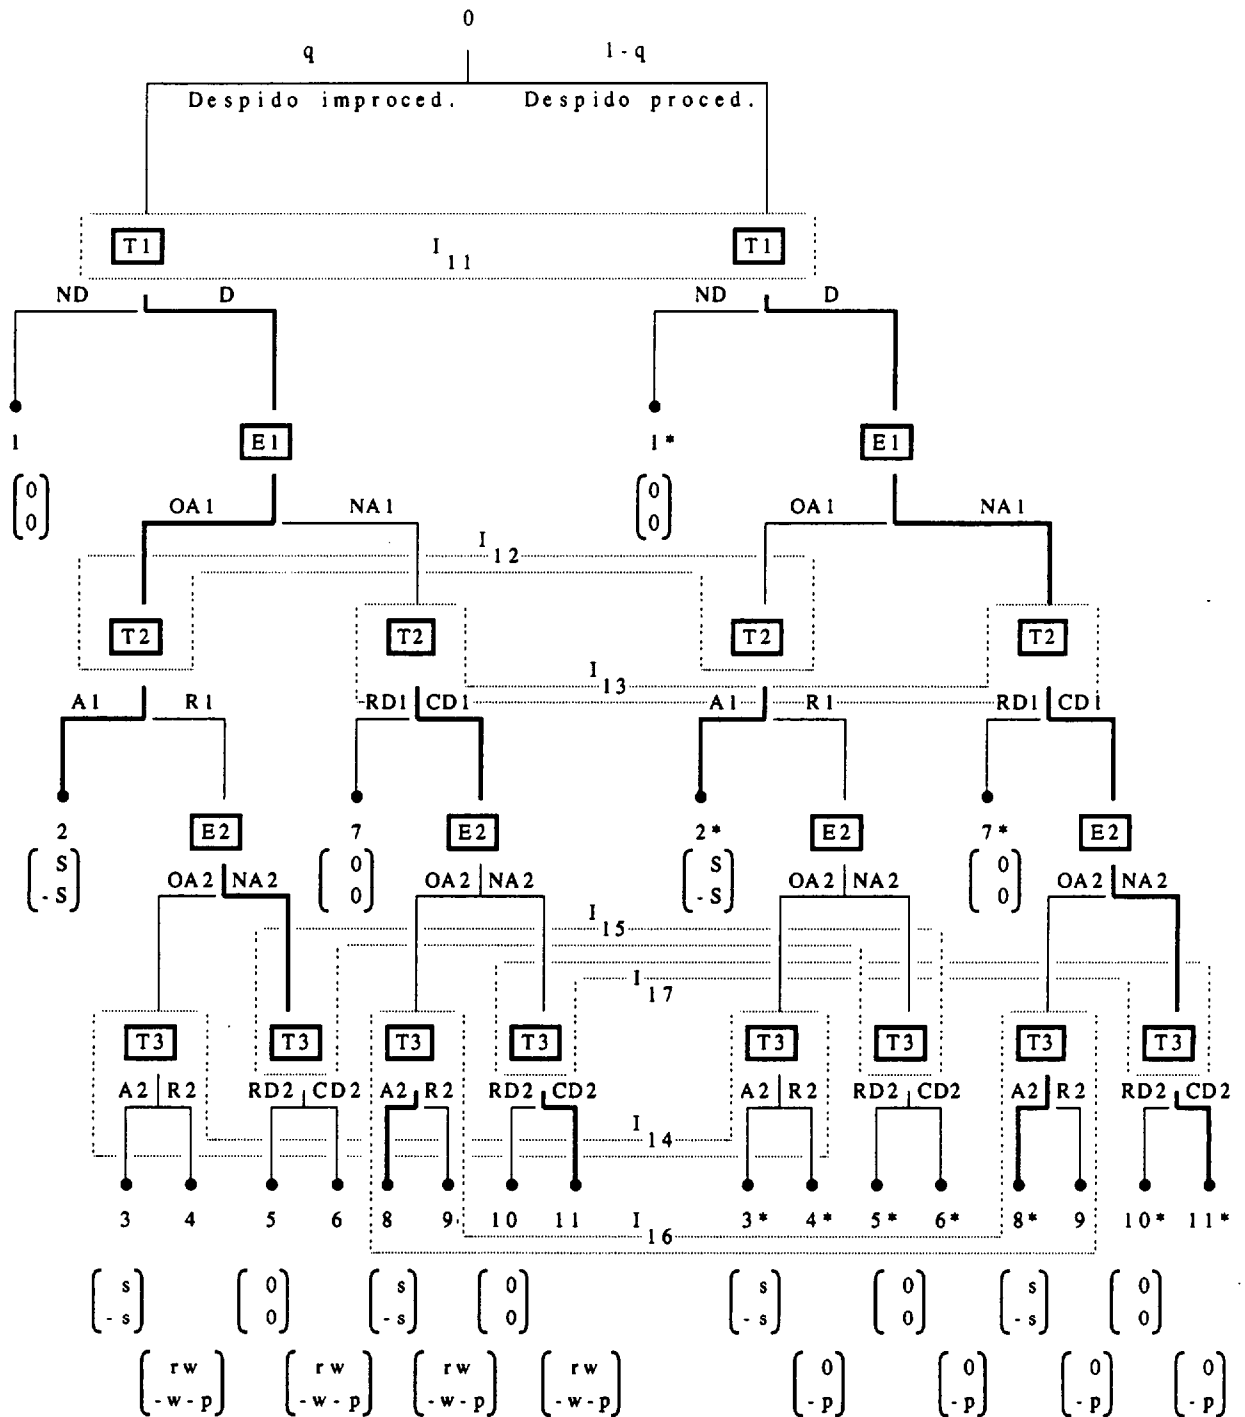 0
q 1 - q
Despido improced. Despido proced.
T1 I 11 T1
ND D ND D
1 E1 1* E1
0 0
0 0
OA1 NA1 OA1 NA1
I 12
T2 T2 T2 T2
I 13
A1 R1 RD1 CD1 A1 R1 RD1 CD1
2 E2 7 E2 2* E2 7* E2
S 0 S 0
-S 0 -S 0
OA2 NA2 OA2 NA2 OA2 NA2 OA2 NA2
I 15
I 17
T3 T3 T3 T3 T3 T3 T3 T3
A2 R2 RD2 CD2 A2 R2 RD2 CD2 A2 R2 RD2 CD2 A2 R2 RD2 CD2
I 14
3 4 5 6 8 9 10 11 I 16 3* 4* 5* 6* 8* 9 10* 11*
s 0 s 0 s 0 s 0
-s 0 -s 0 -s 0 -s 0
rw rw rw rw 0 0 0 0
-w-p -w-p -w-p -w-p -p -p -p -p